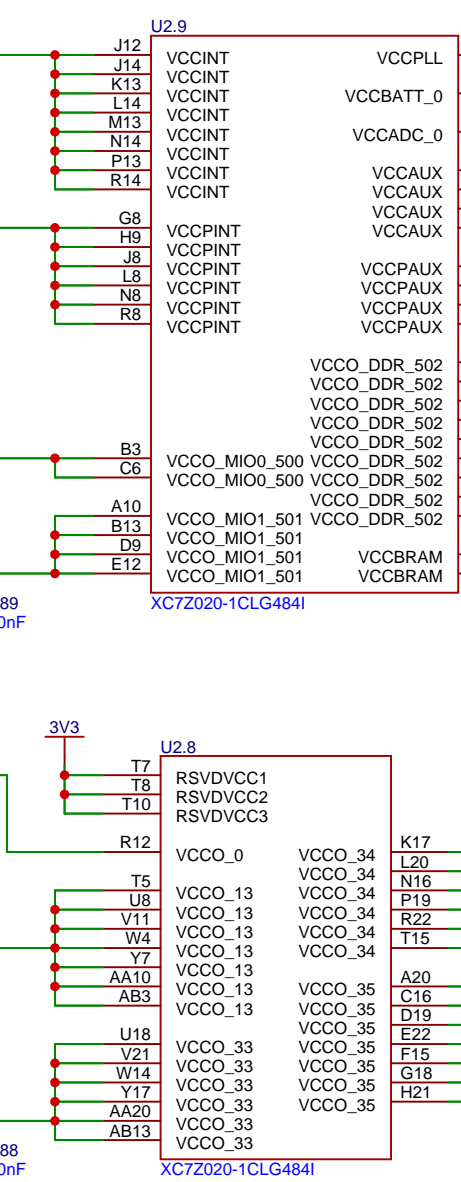 U2.9
J12 VCCINT VCCPLL
J14 VCCINT
K13 VCCINT VCCBATT_0
L14 VCCINT
M13 VCCINT VCCADC_0
N14 VCCINT
P13 VCCINT VCCAUX
R14 VCCINT VCCAUX
VCCAUX
G8 VCCPINT VCCAUX
H9 VCCPINT
J8 VCCPINT VCCPAUX
L8 VCCPINT VCCPAUX
N8 VCCPINT VCCPAUX
R8 VCCPINT VCCPAUX
VCCO_DDR_502
VCCO_DDR_502
VCCO_DDR_502
VCCO_DDR_502
VCCO_DDR_502
B3 VCCO_MIO0_500 VCCO_DDR_502
C6 VCCO_MIO0_500 VCCO_DDR_502
VCCO_DDR_502
A10 VCCO_MIO1_501 VCCO_DDR_502
B13 VCCO_MIO1_501
D9 VCCO_MIO1_501 VCCBRAM
E12 VCCO_MIO1_501 VCCBRAM
89 XC7Z020-1CLG484I
0nF
3V3
U2.8
T7 RSVDVCC1
T8 RSVDVCC2
T10 RSVDVCC3
R12 VCCO_0 VCCO_34 K17
VCCO_34 L20
T5 VCCO_13 VCCO_34 N16
U8 VCCO_13 VCCO_34 P19
V11 VCCO_13 VCCO_34 R22
W4 VCCO_13 VCCO_34 T15
Y7 VCCO_13
AA10 VCCO_13 VCCO_35 A20
AB3 VCCO_13 VCCO_35 C16
VCCO_35 D19
U18 VCCO_33 VCCO_35 E22
V21 VCCO_33 VCCO_35 F15
W14 VCCO_33 VCCO_35 G18
Y17 VCCO_33 VCCO_35 H21
AA20 VCCO_33
AB13 VCCO_33
88 XC7Z020-1CLG484I
0nF